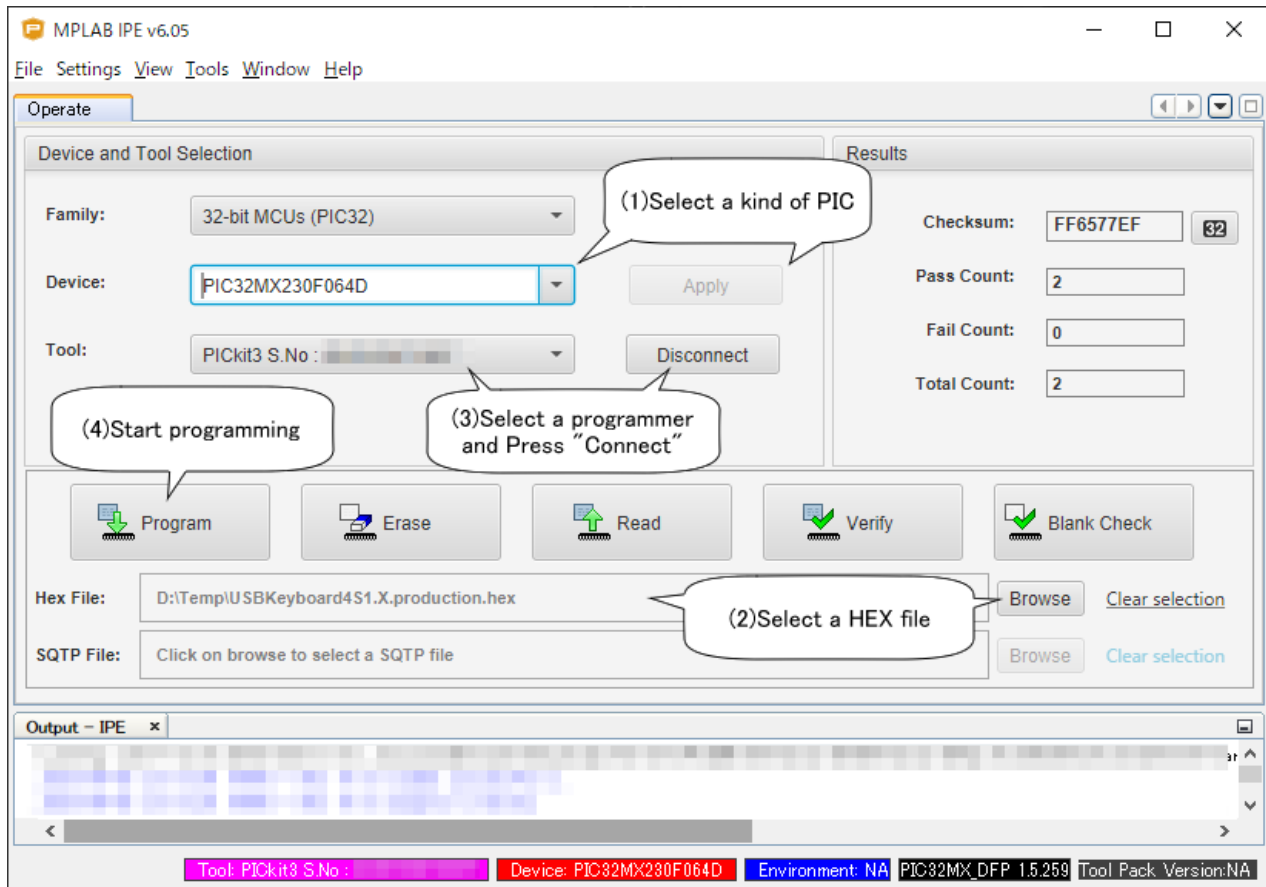 MPLAB IPE v6.05
File Settings View Tools Window Help
Operate
Device and Tool Selection
Results
(1)Select a kind of PIC
Family:
32-bit MCUs (PIC32)
Checksum:
FF6577EF
32
Device:
PIC32MX230F064D
Apply
Pass Count:
2
Fail Count:
0
Tool:
PICkit3 S.No :
Disconnect
Total Count:
2
(3)Select a programmer
and Press "Connect"
(4)Start programming
Program
Erase
Read
Verify
Blank Check
Hex File:
D:\Temp\USBKeyboard4S1.X.production.hex
(2)Select a HEX file
Browse
Clear selection
SQTP File:
Click on browse to select a SQTP file
Browse
Clear selection
Output - IPE
Tool: PICkit3 S.No :
Device: PIC32MX230F064D
Environment: NA
PIC32MX_DFP 1.5.259
Tool Pack Version:NA